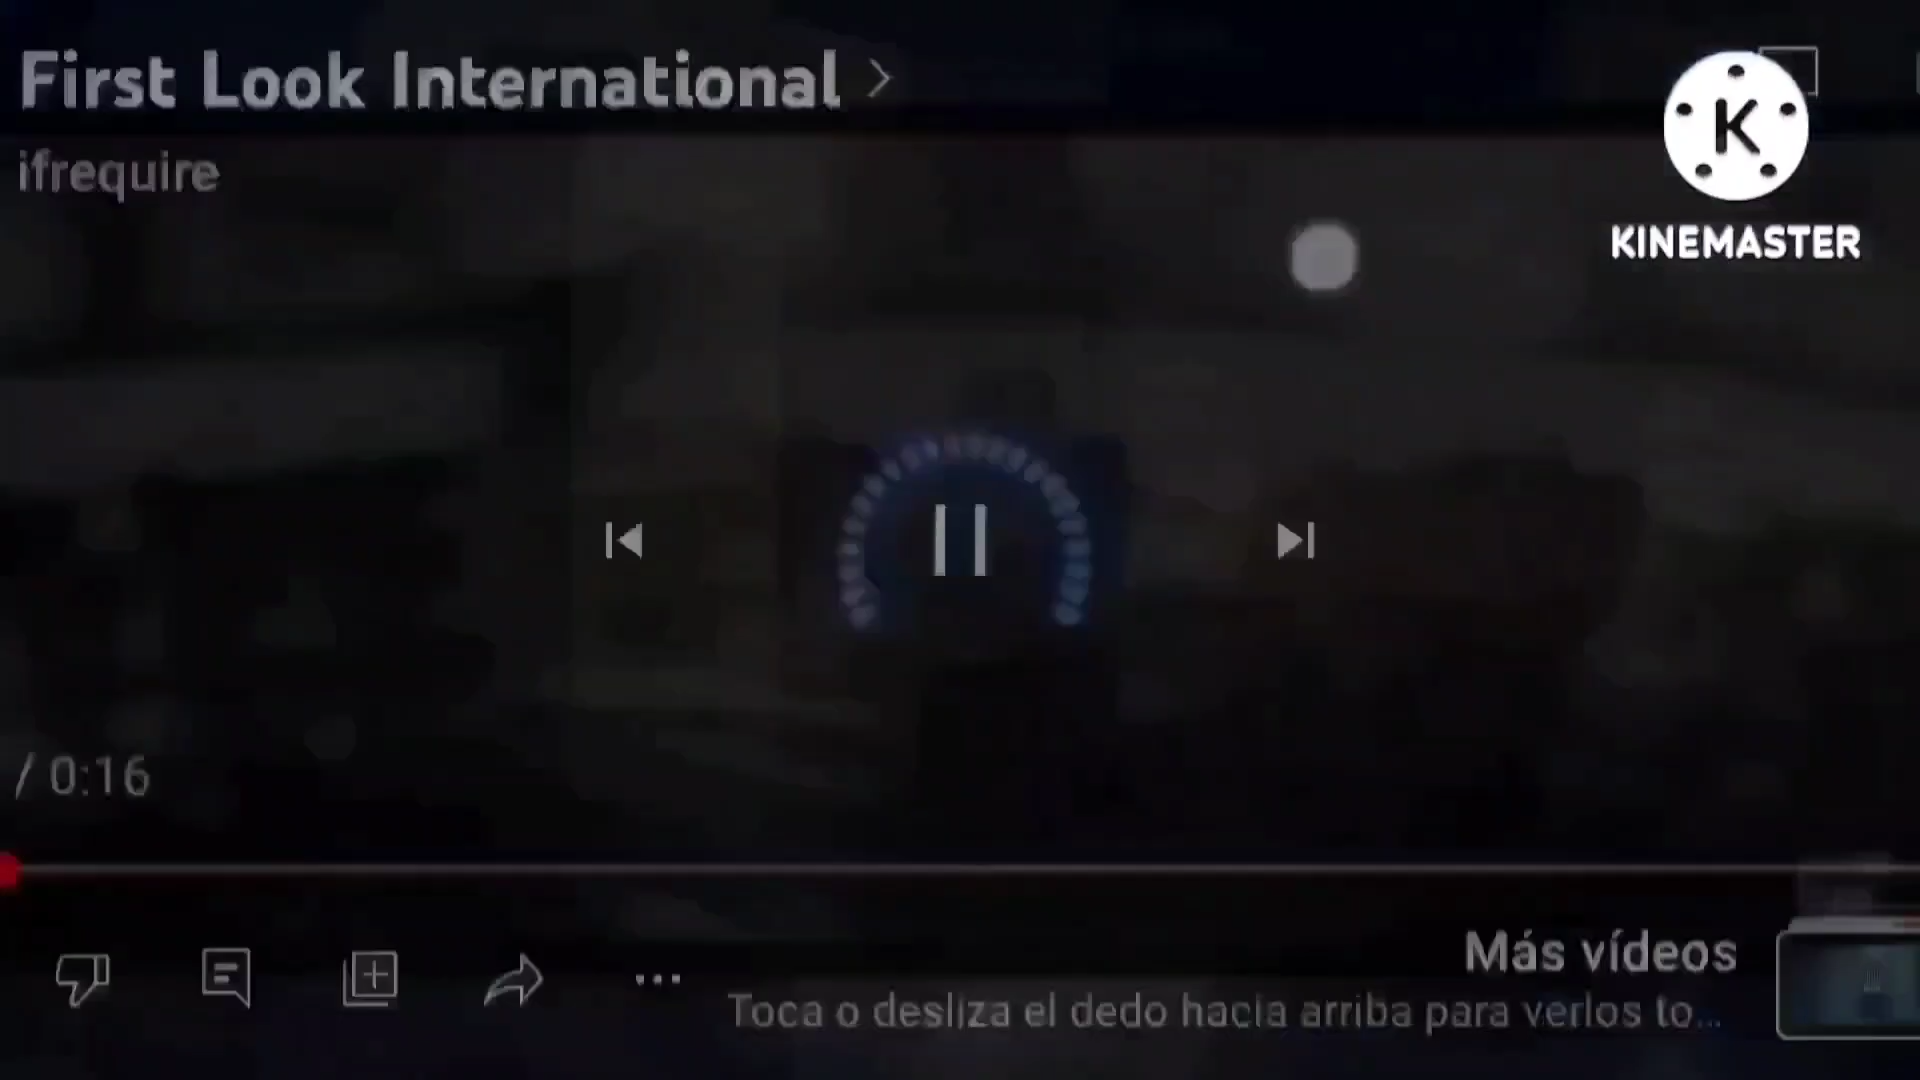 First Look International
K
KINEMASTER
ifrequire
/ 0:16
Más vídeos
Toca o desliza el dedo hacia arriba para verlos to...